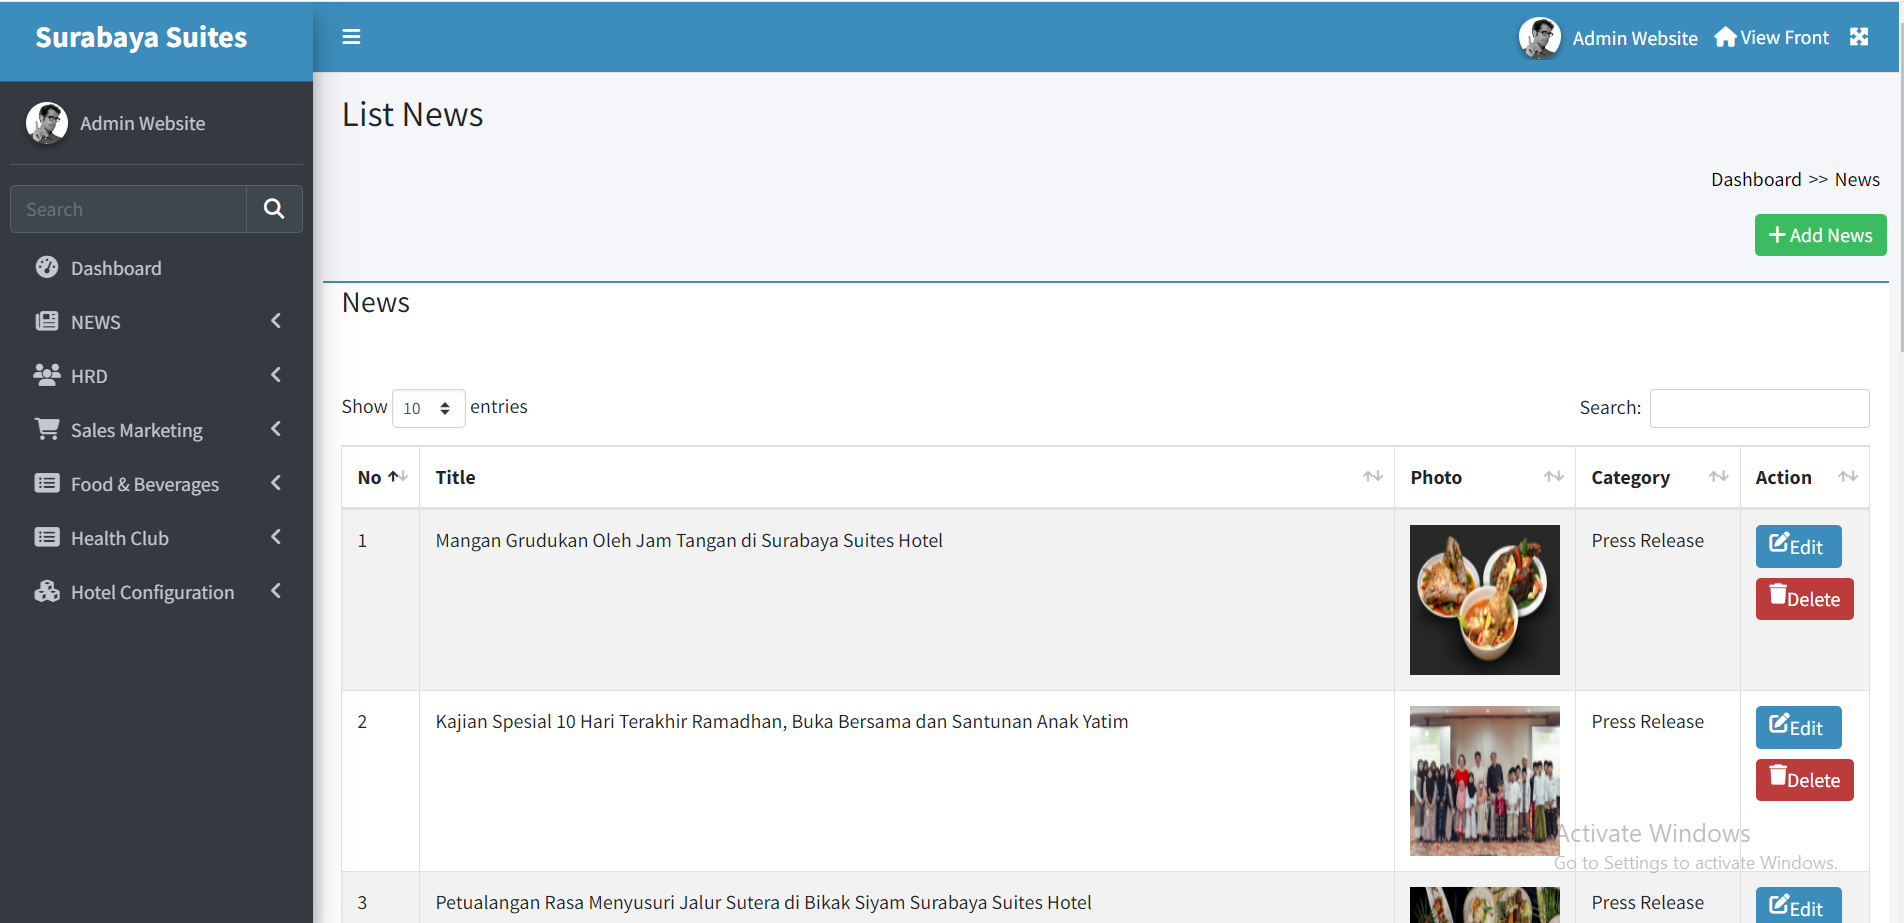 Surabaya Suites
Admin Website
View Front
Admin Website
Search
Dashboard
NEWS
HRD
Sales Marketing
Food & Beverages
Health Club
Hotel Configuration
List News
Dashboard >> News
+ Add News
News
Show 10 entries
Search:
No Title Photo Category Action
1 Mangan Grudukan Oleh Jam Tangan di Surabaya Suites Hotel Press Release Edit
Delete
2 Kajian Spesial 10 Hari Terakhir Ramadhan, Buka Bersama dan Santunan Anak Yatim Press Release Edit
Delete
3 Petualangan Rasa Menyusuri Jalur Sutera di Bikak Siyam Surabaya Suites Hotel Press Release Edit
Activate Windows
Go to Settings to activate Windows.